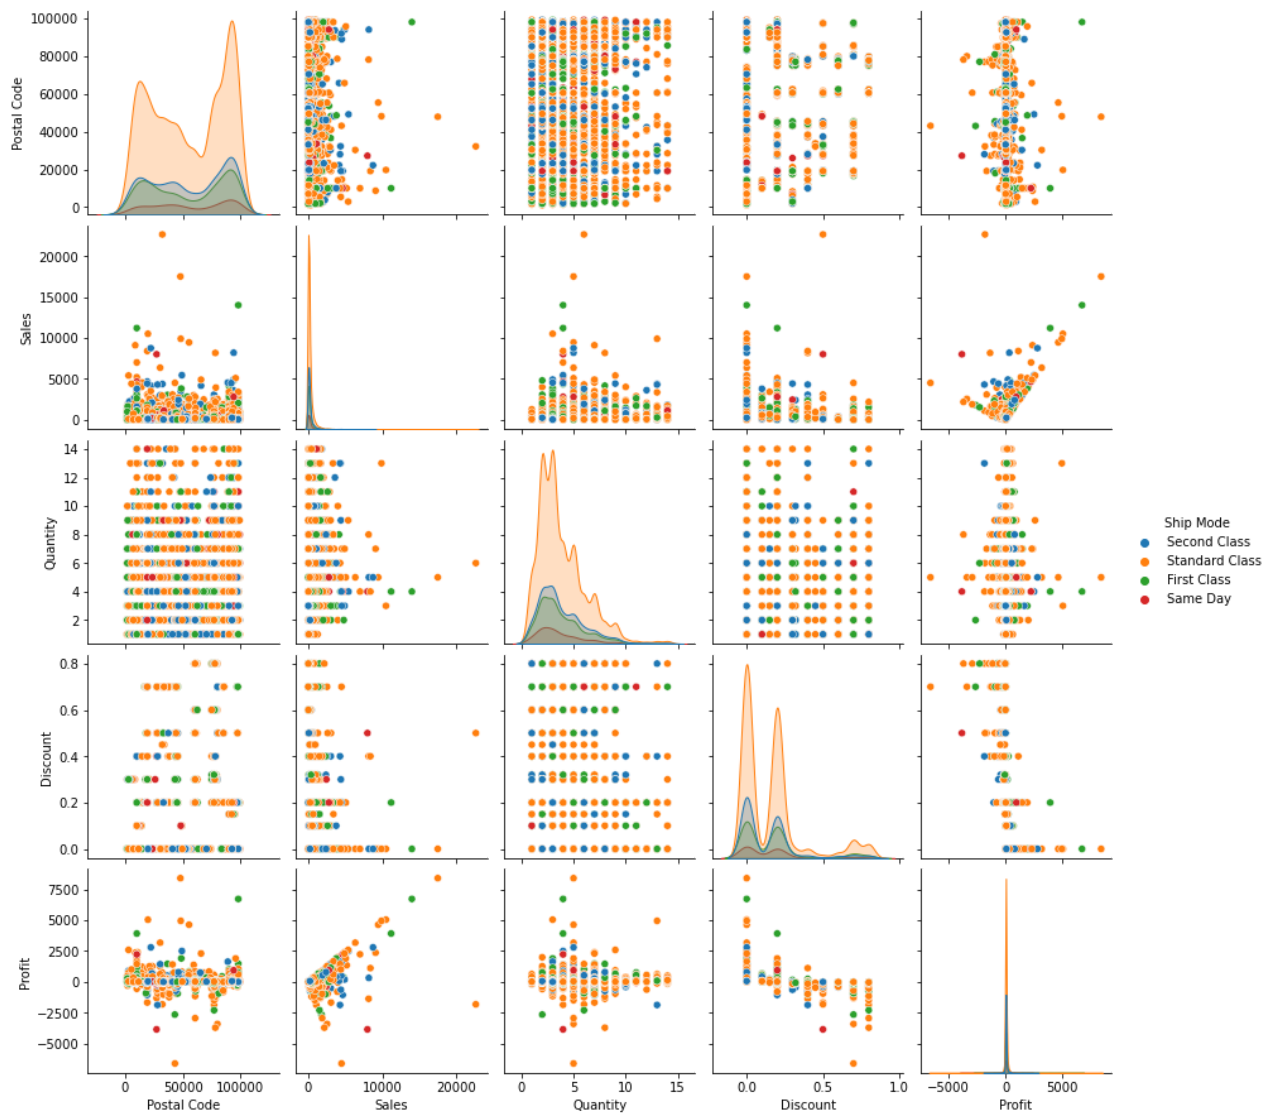 100000
80000
60000
40000
20000
0
Postal Code
20000
15000
10000
5000
0
Sales
14
12
10
8
6
4
2
Quantity
Ship Mode
Second Class
Standard Class
First Class
Same Day
0.8
0.6
0.4
0.2
0.0
Discount
7500
5000
2500
0
−2500
−5000
Profit
0 50000 100000
0 10000 20000
0 5 10 15
0.0 0.5 1.0
−5000 0 5000
Postal Code Sales Quantity Discount Profit